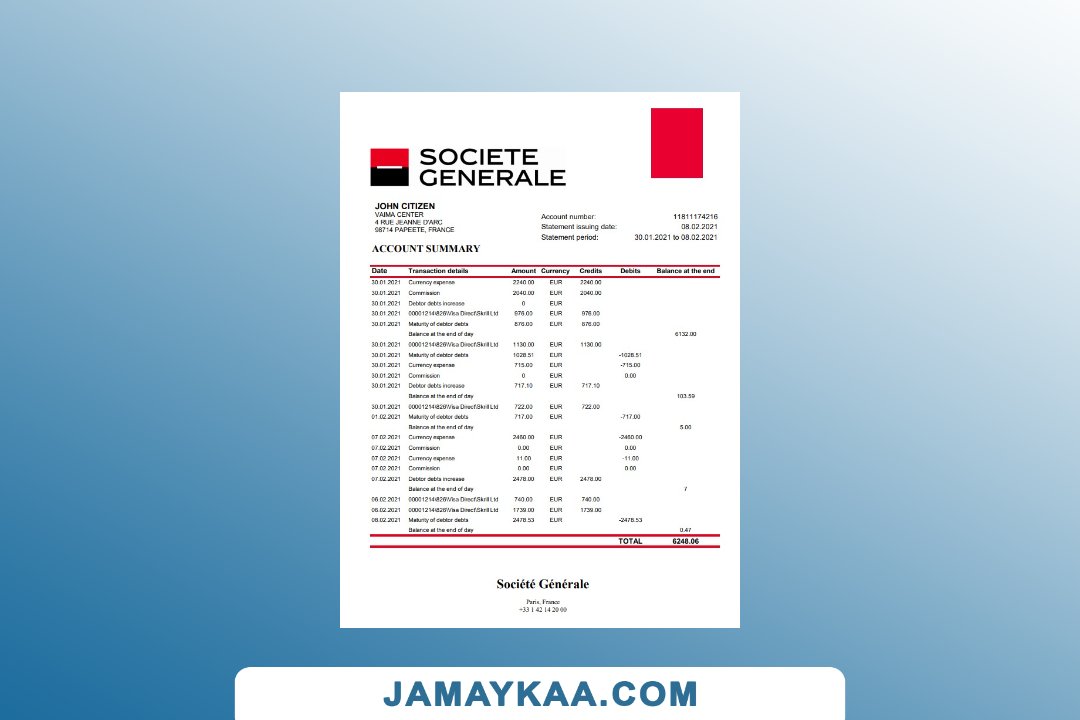 SOCIETE
GENERALE
JOHN CITIZEN
VAIMA CENTER
4 RUE JEANNE D'ARC
98714 PAPEETE, FRANCE
Account number: 11811174216
Statement issuing date: 08.02.2021
Statement period: 30.01.2021 to 08.02.2021
ACCOUNT SUMMARY
Date Transaction details Amount Currency Credits Debits Balance at the end
30.01.2021 Currency expense 2240.00 EUR 2240.00
30.01.2021 Commission 2040.00 EUR 2040.00
30.01.2021 Debtor debts increase 0 EUR
30.01.2021 00001214\826\Visa Direct\Skrill Ltd 976.00 EUR 976.00
30.01.2021 Maturity of debtor debts 876.00 EUR 876.00
Balance at the end of day 6132.00
30.01.2021 00001214\826\Visa Direct\Skrill Ltd 1130.00 EUR 1130.00
30.01.2021 Maturity of debtor debts 1028.51 EUR -1028.51
30.01.2021 Currency expense 715.00 EUR -715.00
30.01.2021 Commission 0 EUR 0.00
30.01.2021 Debtor debts increase 717.10 EUR 717.10
Balance at the end of day 103.59
30.01.2021 00001214\826\Visa Direct\Skrill Ltd 722.00 EUR 722.00
01.02.2021 Maturity of debtor debts 717.00 EUR -717.00
Balance at the end of day 5.00
07.02.2021 Currency expense 2460.00 EUR -2460.00
07.02.2021 Commission 0.00 EUR 0.00
07.02.2021 Currency expense 11.00 EUR -11.00
07.02.2021 Commission 0.00 EUR 0.00
07.02.2021 Debtor debts increase 2478.00 EUR 2478.00
Balance at the end of day 7
06.02.2021 00001214\826\Visa Direct\Skrill Ltd 740.00 EUR 740.00
06.02.2021 00001214\826\Visa Direct\Skrill Ltd 1739.00 EUR 1739.00
08.02.2021 Maturity of debtor debts 2478.53 EUR -2478.53
Balance at the end of day 0.47
TOTAL 6248.06
Société Générale
Paris, France
+33 1 42 14 20 00
JAMAYKAA.COM